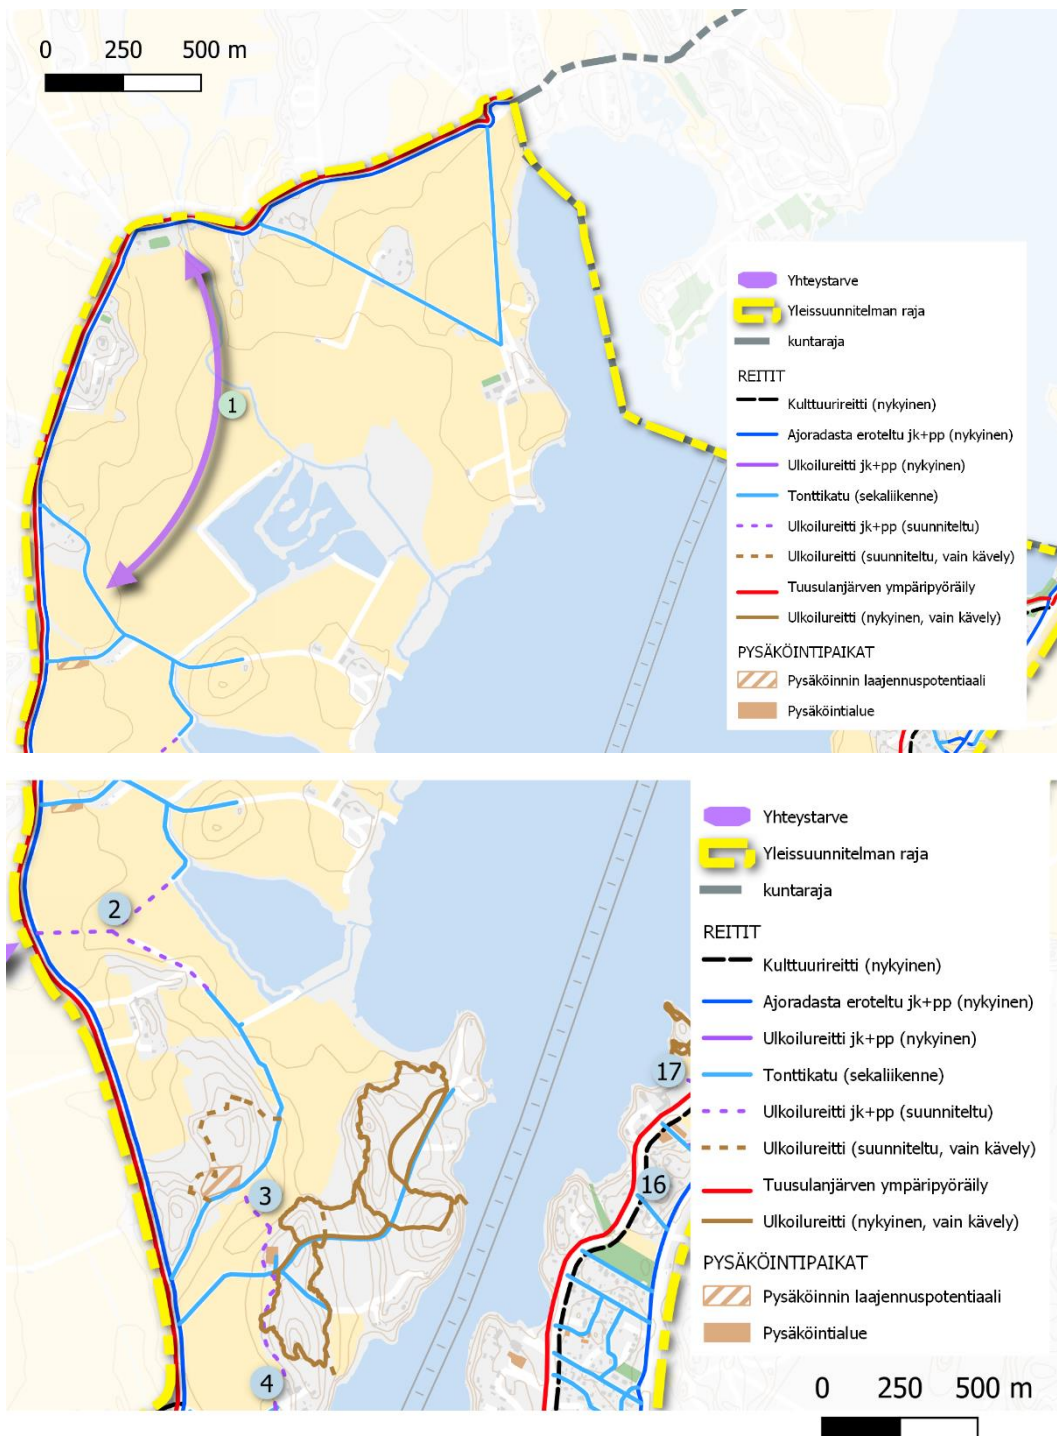 0 250 500 m
1
Yhteystarve
Yleissuunnitelman raja
kuntaraja
REITIT
Kulttuurireitti (nykyinen)
Ajoradasta eroteltu jk+pp (nykyinen)
Ulkoilureitti jk+pp (nykyinen)
Tonttikatu (sekaliikenne)
Ulkoilureitti jk+pp (suunniteltu)
Ulkoilureitti (suunniteltu, vain kävely)
Tuusulanjärven ympäripyöräily
Ulkoilureitti (nykyinen, vain kävely)
PYSÄKÖINTIPAIKAT
Pysäköinnin laajennuspotentiaali
Pysäköintialue
2
3
4
17
16
Yhteystarve
Yleissuunnitelman raja
kuntaraja
REITIT
Kulttuurireitti (nykyinen)
Ajoradasta eroteltu jk+pp (nykyinen)
Ulkoilureitti jk+pp (nykyinen)
Tonttikatu (sekaliikenne)
Ulkoilureitti jk+pp (suunniteltu)
Ulkoilureitti (suunniteltu, vain kävely)
Tuusulanjärven ympäripyöräily
Ulkoilureitti (nykyinen, vain kävely)
PYSÄKÖINTIPAIKAT
Pysäköinnin laajennuspotentiaali
Pysäköintialue
0 250 500 m